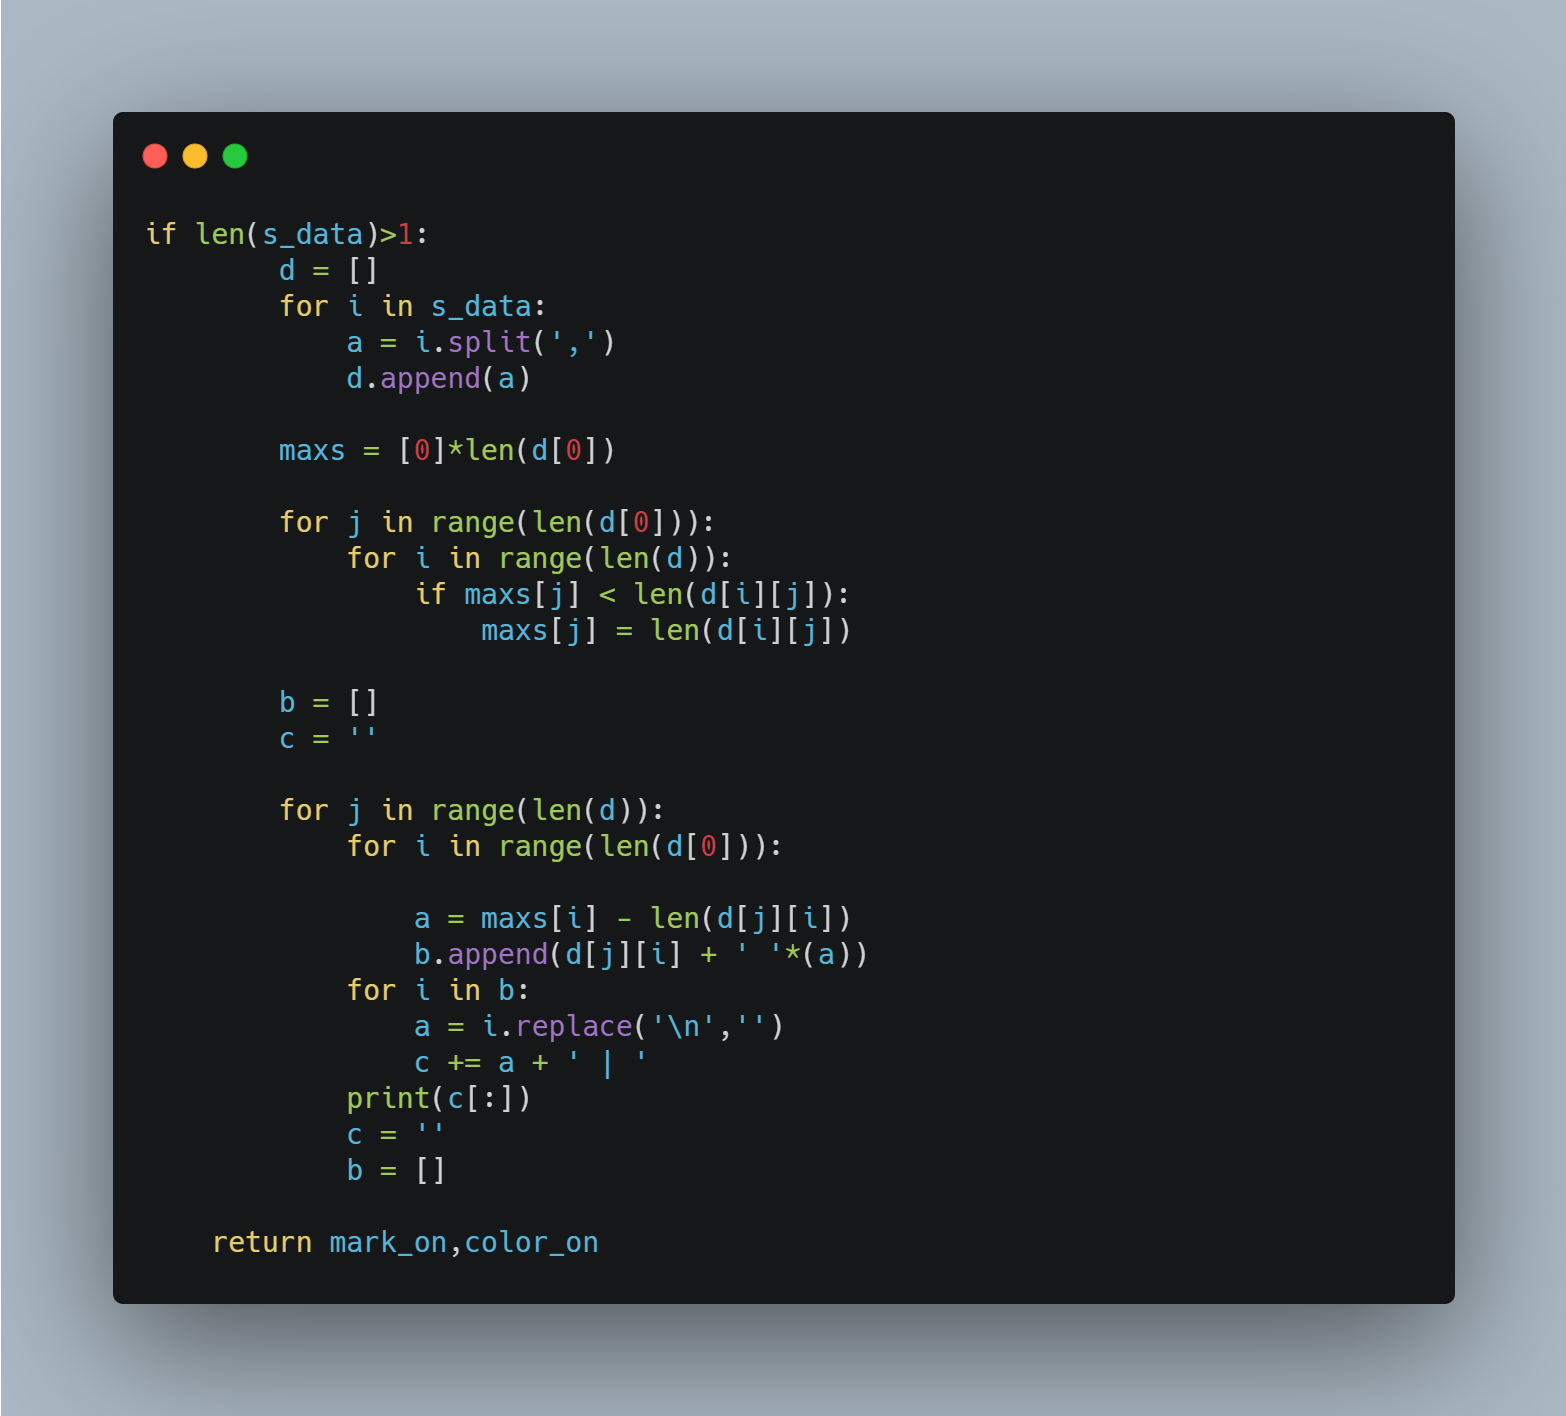 if len(s_data)>1:
        d = []
        for i in s_data:
            a = i.split(',')
            d.append(a)

        maxs = [0]*len(d[0])

        for j in range(len(d[0])):
            for i in range(len(d)):
                if maxs[j] < len(d[i][j]):
                    maxs[j] = len(d[i][j])

        b = []
        c = ''

        for j in range(len(d)):
            for i in range(len(d[0])):

                a = maxs[i] - len(d[j][i])
                b.append(d[j][i] + ' '*(a))
            for i in b:
                a = i.replace('\n','')
                c += a + ' | '
            print(c[:])
            c = ''
            b = []

    return mark_on,color_on